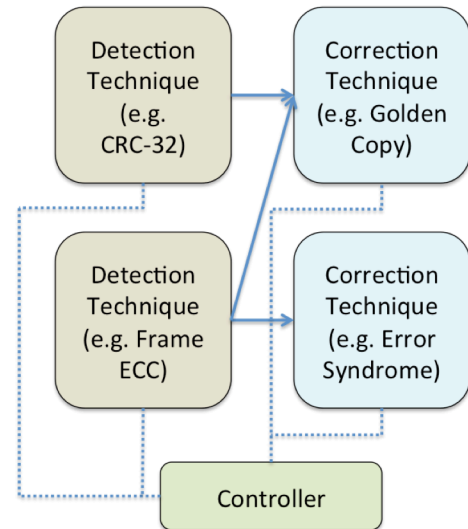 Detection
Technique
(e.g.
CRC-32)
Correction
Technique
(e.g. Golden
Copy)
Detection
Technique
(e.g. Frame
ECC)
Correction
Technique
(e.g. Error
Syndrome)
Controller